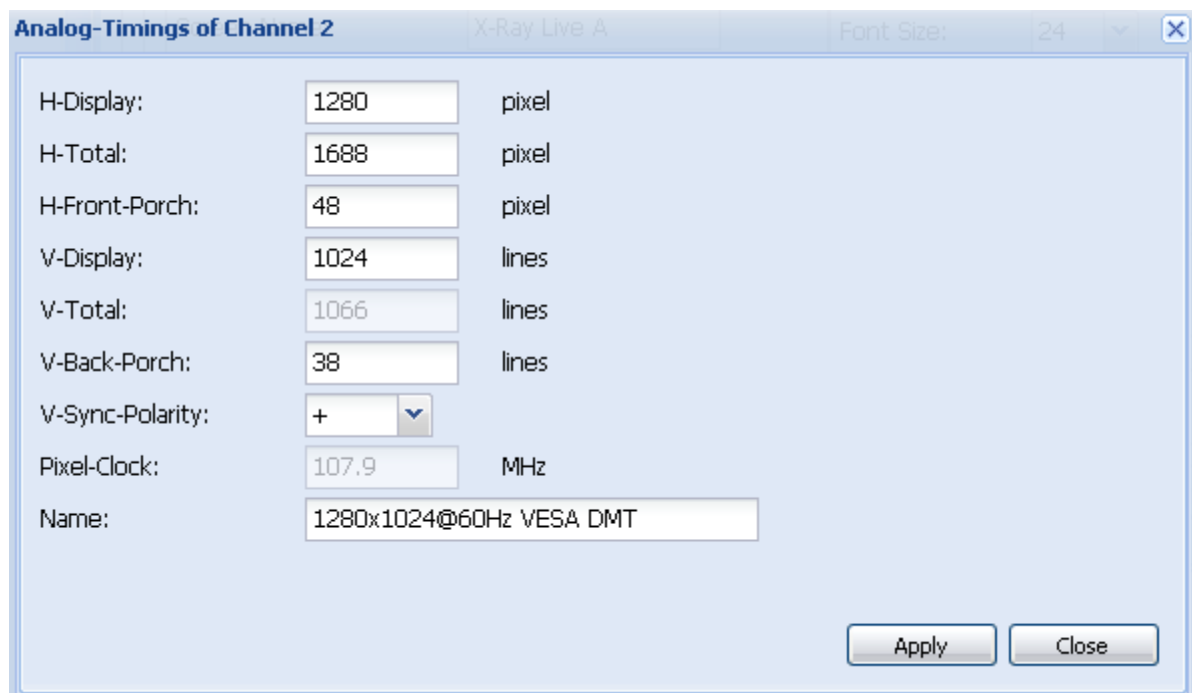 Analog-Timings of Channel 2 X-Ray Live A Font Size: 24
H-Display: 1280 pixel
H-Total: 1688 pixel
H-Front-Porch: 48 pixel
V-Display: 1024 lines
V-Total: 1066 lines
V-Back-Porch: 38 lines
V-Sync-Polarity: +
Pixel-Clock: 107.9 MHz
Name: 1280x1024@60Hz VESA DMT
Apply Close